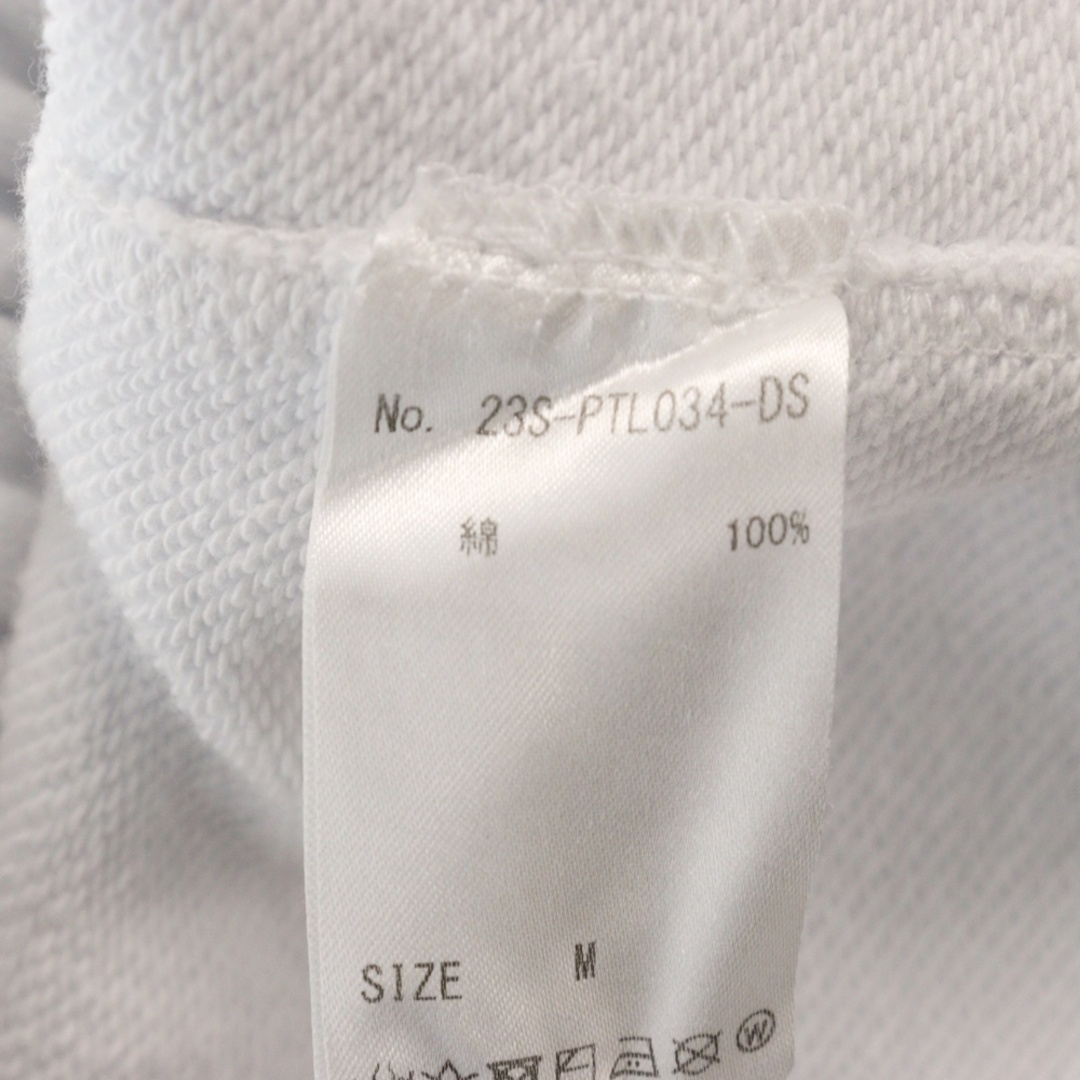 No. 23S-PTL034-DS
綿 100%
SIZE M
W